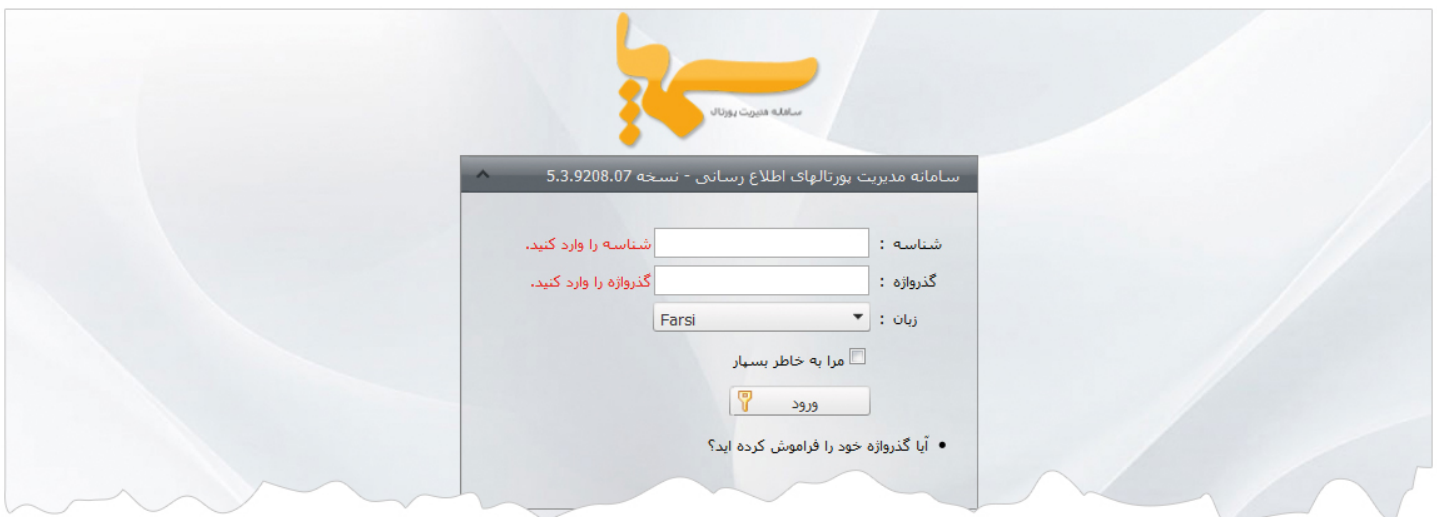 سیماپ
سامانه مدیریت پورتال
سامانه مدیریت پورتالهای اطلاع رسانی - نسخه 5.3.9208.07
شناسه : شناسه را وارد کنید.
گذرواژه : گذرواژه را وارد کنید.
زبان : Farsi
مرا به خاطر بسپار
ورود
• آیا گذرواژه خود را فراموش کرده اید؟